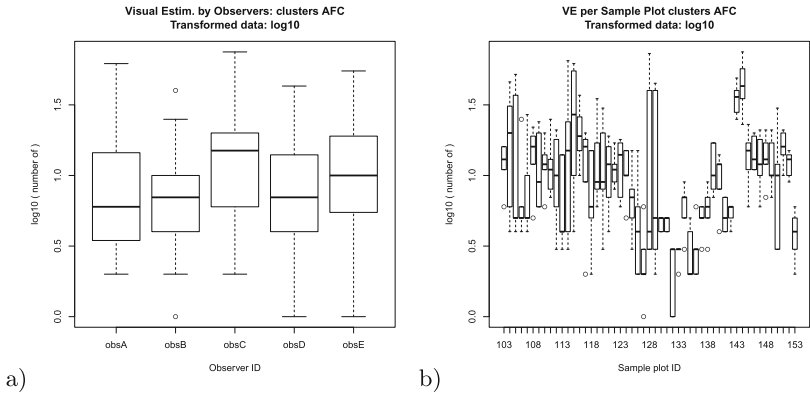 Visual Estim. by Observers: clusters AFC
Transformed data: log10
log10 ( number of )
0.0
0.5
1.0
1.5
obsA obsB obsC obsD obsE
Observer ID
a)
VE per Sample Plot clusters AFC
Transformed data: log10
log10 ( number of )
0.0
0.5
1.0
1.5
103 108 113 118 123 128 133 138 143 148 153
Sample plot ID
b)